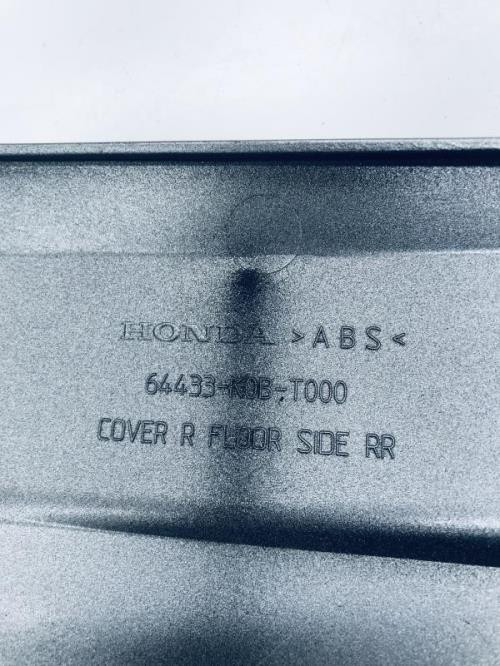 HONDA >ABS<
64433-K0B-T000
COVER R FLOOR SIDE RR